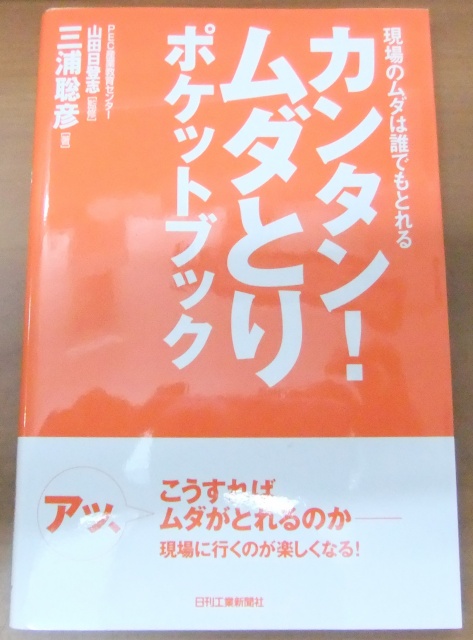 現場のムダは誰でもとれる
カンタン!
ムダとり
ポケットブック
PEC産業教育センター
山田日登志[監修]
三浦聡彦[著]
アッ、
こうすれば
ムダがとれるのか――
現場に行くのが楽しくなる!
日刊工業新聞社